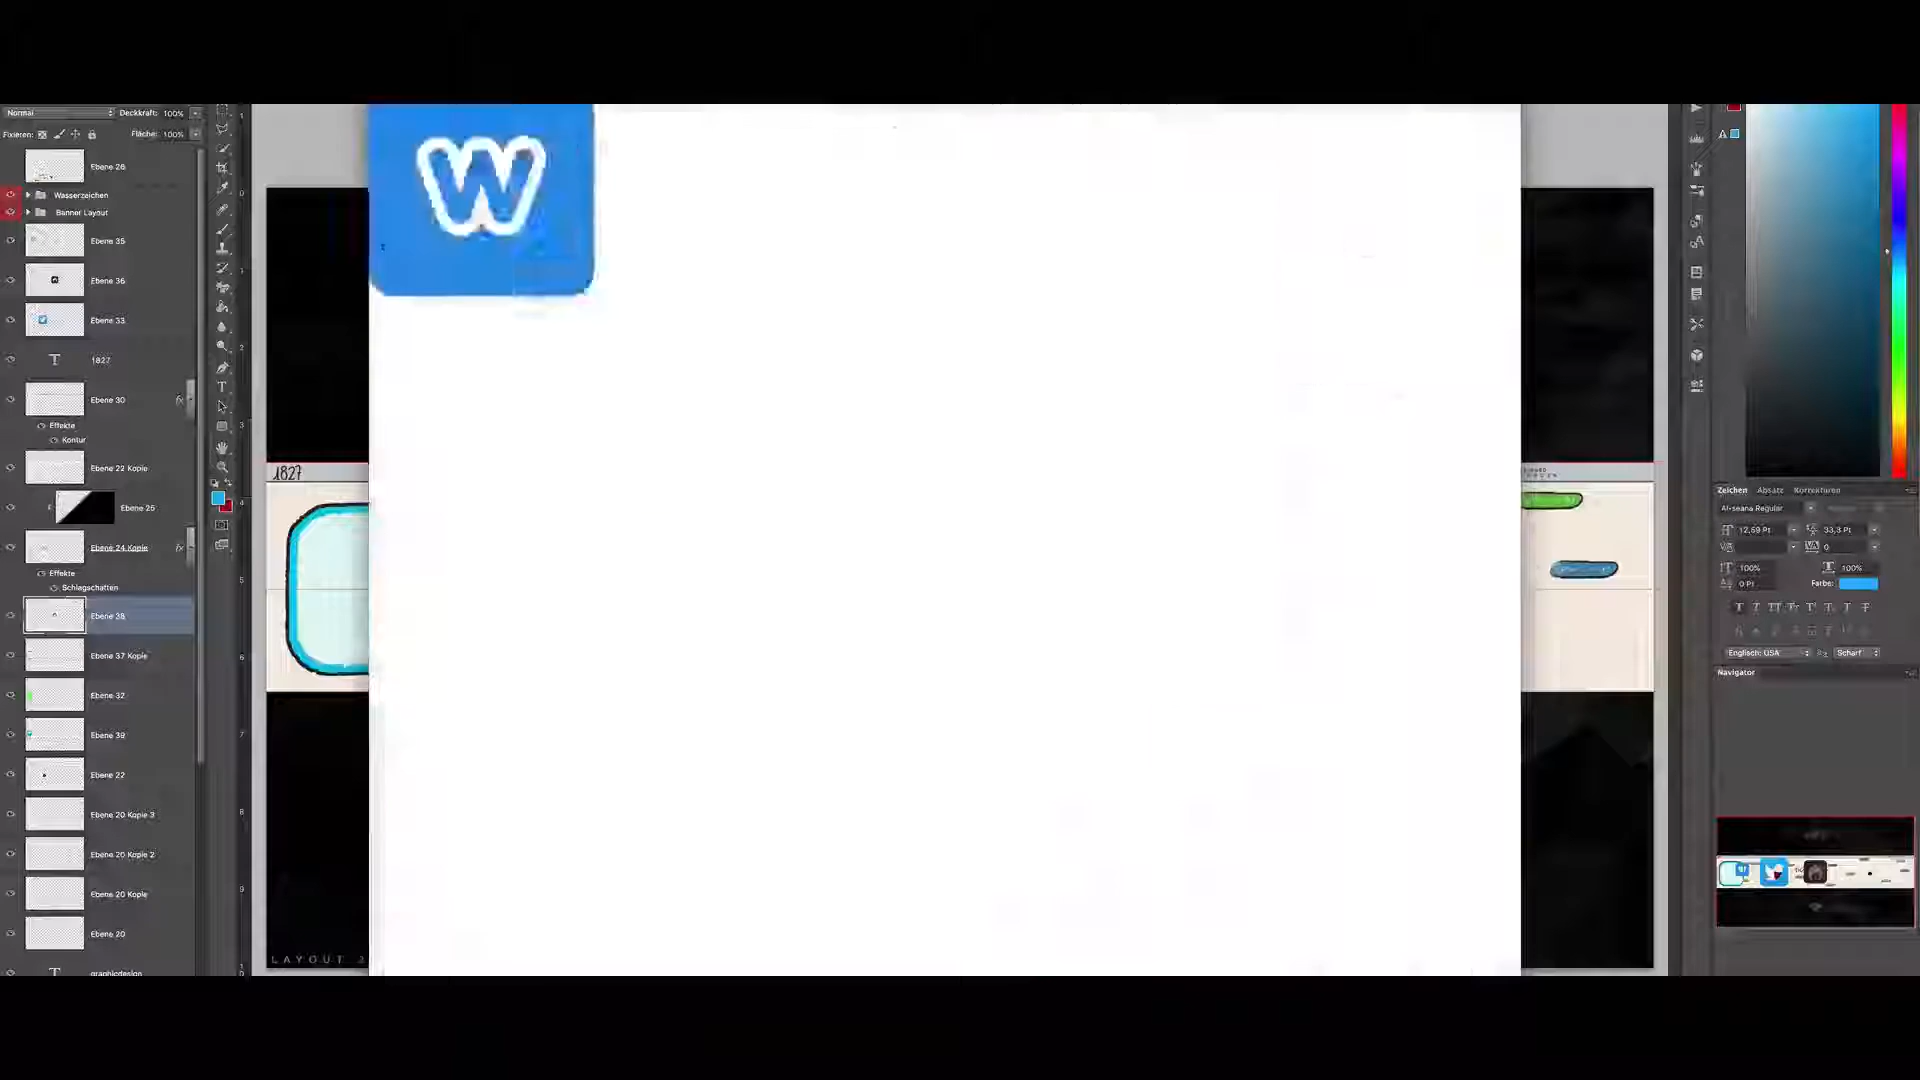 Normal
Deckkraft: 100%
Fixieren:
Fläche: 100%
Ebene 26
Wasserzeichen
Banner Layout
Ebene 35
Ebene 36
Ebene 33
1827
Ebene 30
Effekte
Kontur
Ebene 22 Kopie
Ebene 25
Ebene 24 Kopie
Effekte
Schlagschatten
Ebene 38
Ebene 37 Kopie
Ebene 32
Ebene 39
Ebene 22
Ebene 20 Kopie 3
Ebene 20 Kopie 2
Ebene 20 Kopie
Ebene 20
graphicdesign
W
1827
LAYOUT
Zeichen Absatz Korrekturen
Al-seana Regular
12,59 Pt 33,3 Pt
0
100% 100%
0 Pt Farbe:
Englisch: USA Scharf
Navigator